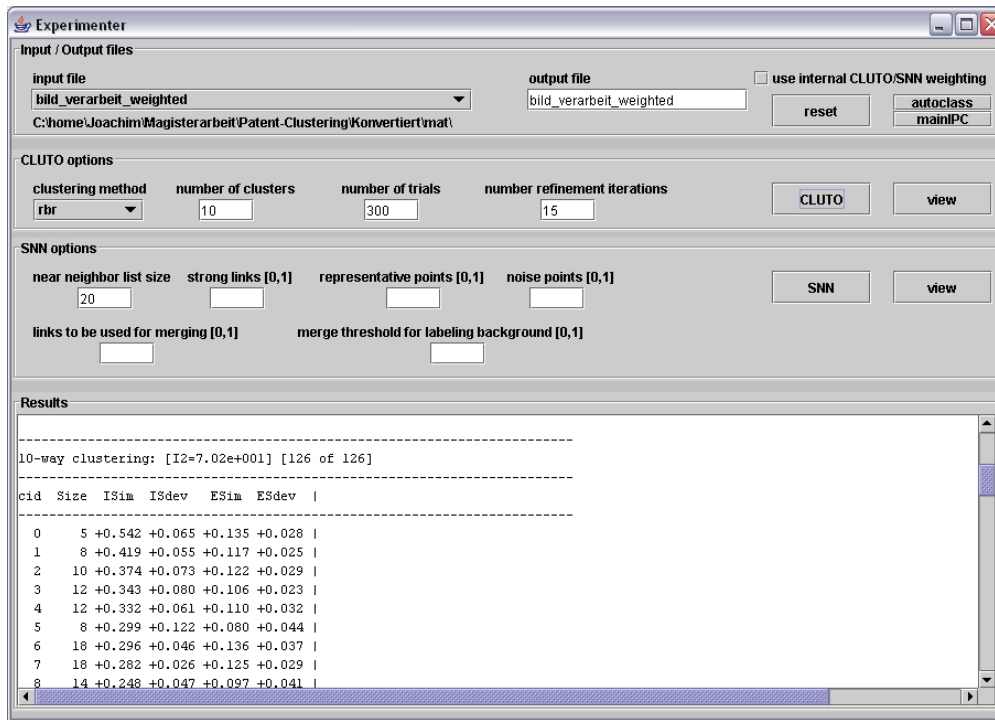 Experimenter
Input / Output files
input file output file use internal CLUTO/SNN weighting
bild_verarbeit_weighted bild_verarbeit_weighted reset autoclass
C:\home\Joachim\Magisterarbeit\Patent-Clustering\Konvertiert\mat\ mainIPC
CLUTO options
clustering method number of clusters number of trials number refinement iterations
rbr 10 300 15 CLUTO view
SNN options
near neighbor list size strong links [0,1] representative points [0,1] noise points [0,1]
20 SNN view
links to be used for merging [0,1] merge threshold for labeling background [0,1]
Results
------------------------------------------------------------------------
10-way clustering: [I2=7.02e+001] [126 of 126]
------------------------------------------------------------------------
cid Size ISim ISdev ESim ESdev |
------------------------------------------------------------------------
0 5 +0.542 +0.065 +0.135 +0.028 |
1 8 +0.419 +0.055 +0.117 +0.025 |
2 10 +0.374 +0.073 +0.122 +0.029 |
3 12 +0.343 +0.080 +0.106 +0.023 |
4 12 +0.332 +0.061 +0.110 +0.032 |
5 8 +0.299 +0.122 +0.080 +0.044 |
6 18 +0.296 +0.046 +0.136 +0.037 |
7 18 +0.282 +0.026 +0.125 +0.029 |
8 14 +0.248 +0.047 +0.097 +0.041 |